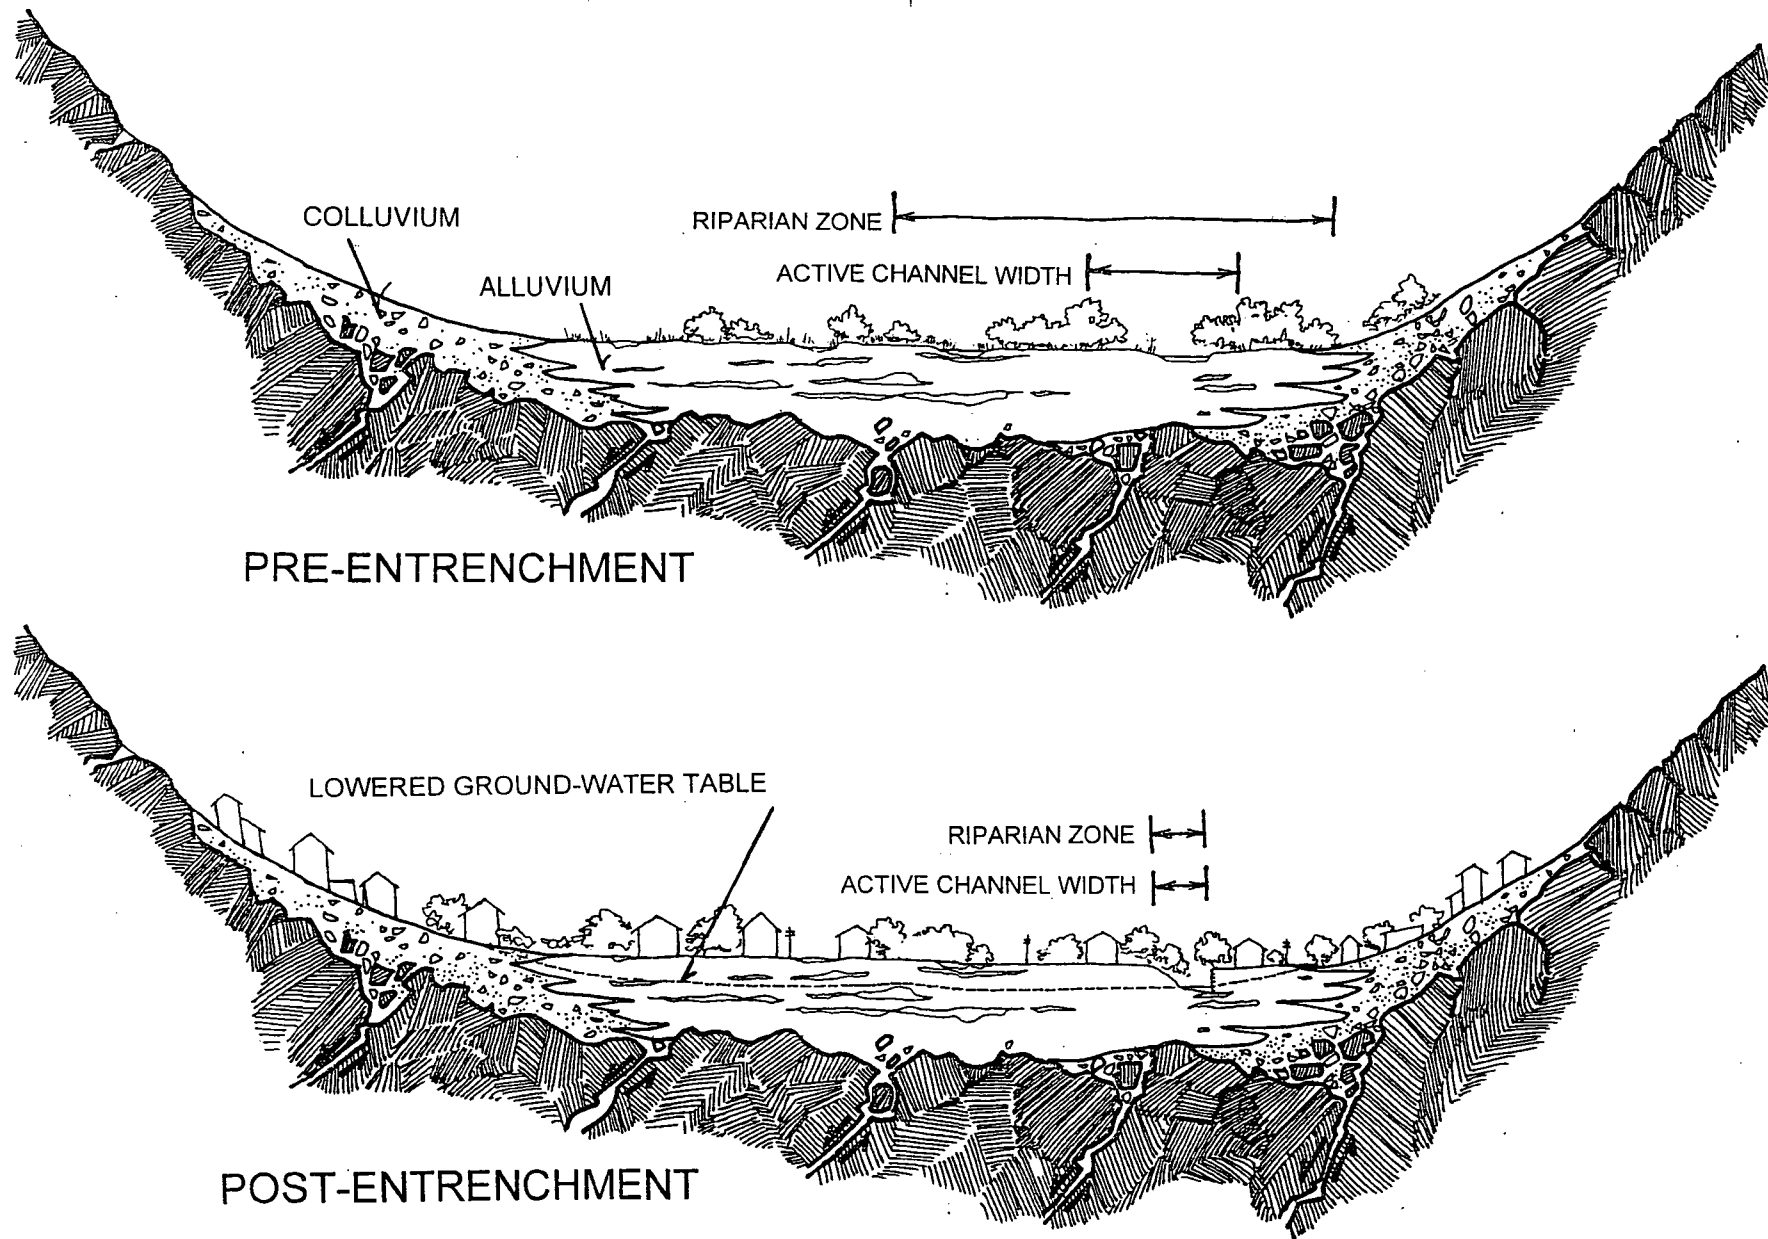 COLLUVIUM
ALLUVIUM
RIPARIAN ZONE
ACTIVE CHANNEL WIDTH
PRE-ENTRENCHMENT
LOWERED GROUND-WATER TABLE
RIPARIAN ZONE
ACTIVE CHANNEL WIDTH
POST-ENTRENCHMENT